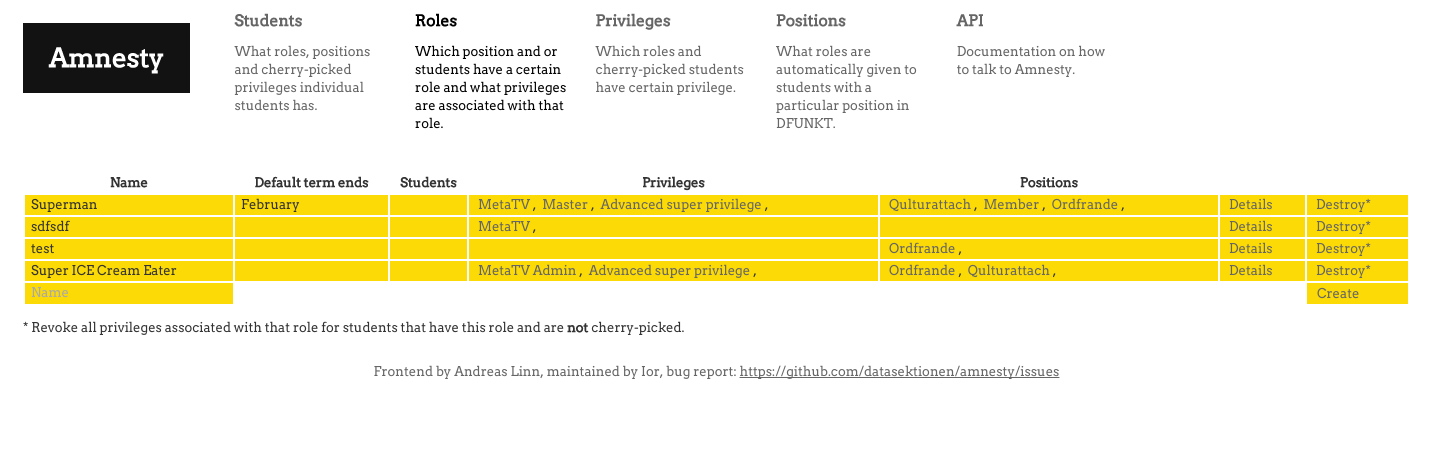 Amnesty
Students
What roles, positions
and cherry-picked
privileges individual
students has.
Roles
Which position and or
students have a certain
role and what privileges
are associated with that
role.
Privileges
Which roles and
cherry-picked students
have certain privilege.
Positions
What roles are
automatically given to
students with a
particular position in
DFUNKT.
API
Documentation on how
to talk to Amnesty.
Name Default term ends Students Privileges Positions
Superman February MetaTV , Master , Advanced super privilege , Qulturattach , Member , Ordfrande , Details Destroy*
sdfsdf MetaTV , Details Destroy*
test Ordfrande , Details Destroy*
Super ICE Cream Eater MetaTV Admin , Advanced super privilege , Ordfrande , Qulturattach , Details Destroy*
Name Create
* Revoke all privileges associated with that role for students that have this role and are not cherry-picked.
Frontend by Andreas Linn, maintained by Ior, bug report: https://github.com/datasektionen/amnesty/issues